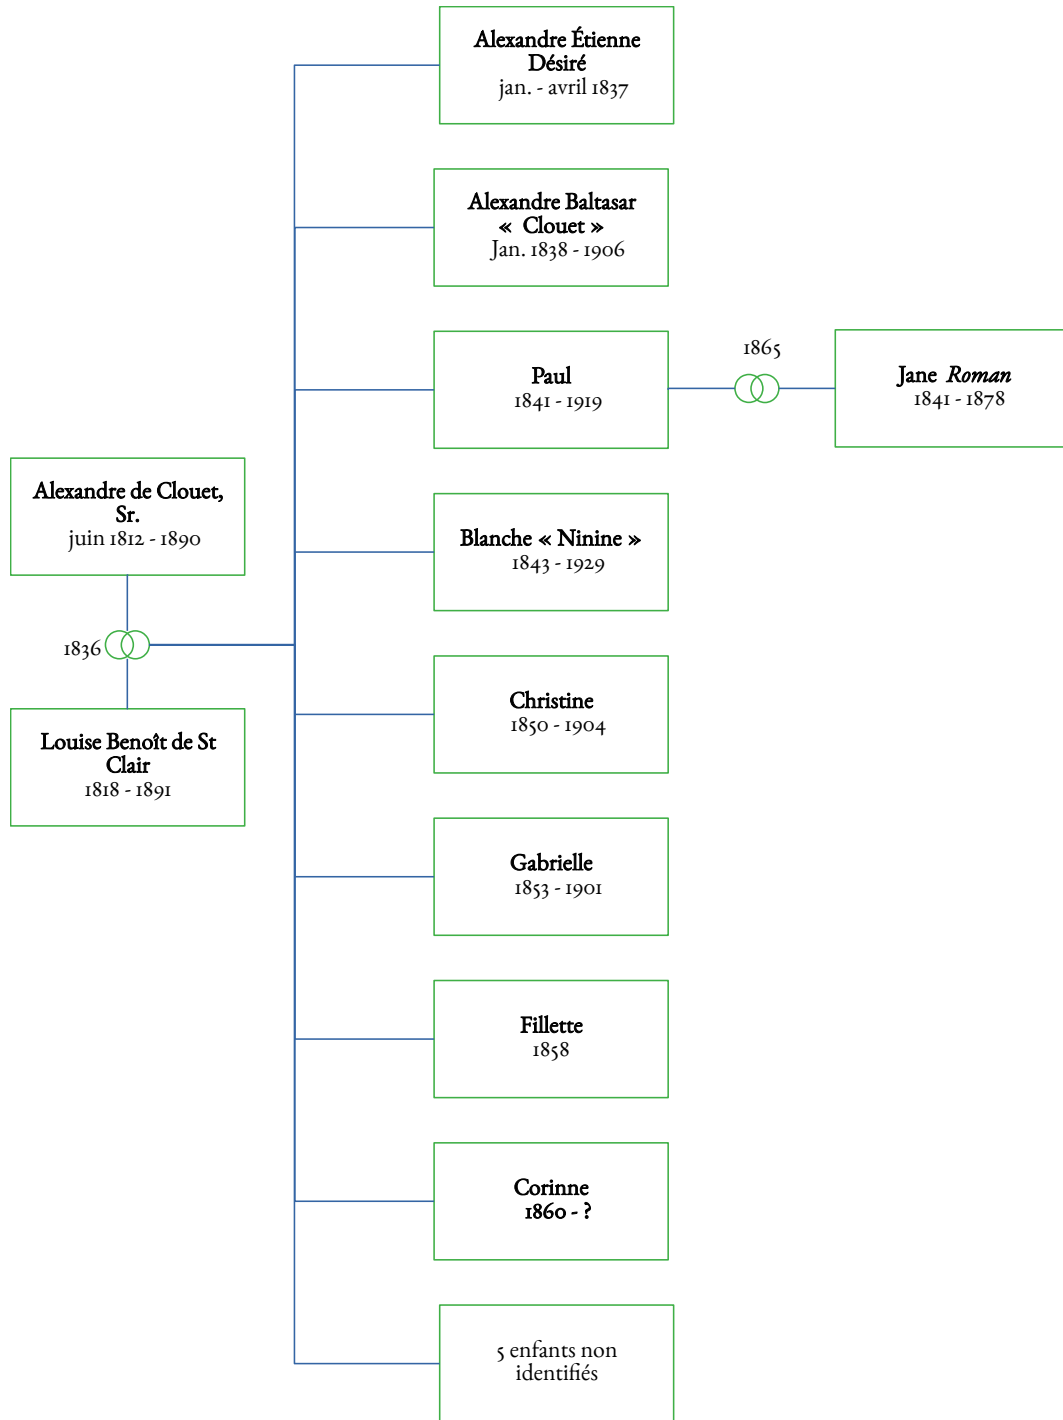 Alexandre Étienne
Désiré
jan. - avril 1837
Alexandre Baltasar
« Clouet »
Jan. 1838 - 1906
Paul
1841 - 1919
1865
Jane Roman
1841 - 1878
Alexandre de Clouet,
Sr.
juin 1812 - 1890
1836
Louise Benoît de St
Clair
1818 - 1891
Blanche « Ninine »
1843 - 1929
Christine
1850 - 1904
Gabrielle
1853 - 1901
Fillette
1858
Corinne
1860 - ?
5 enfants non
identifiés